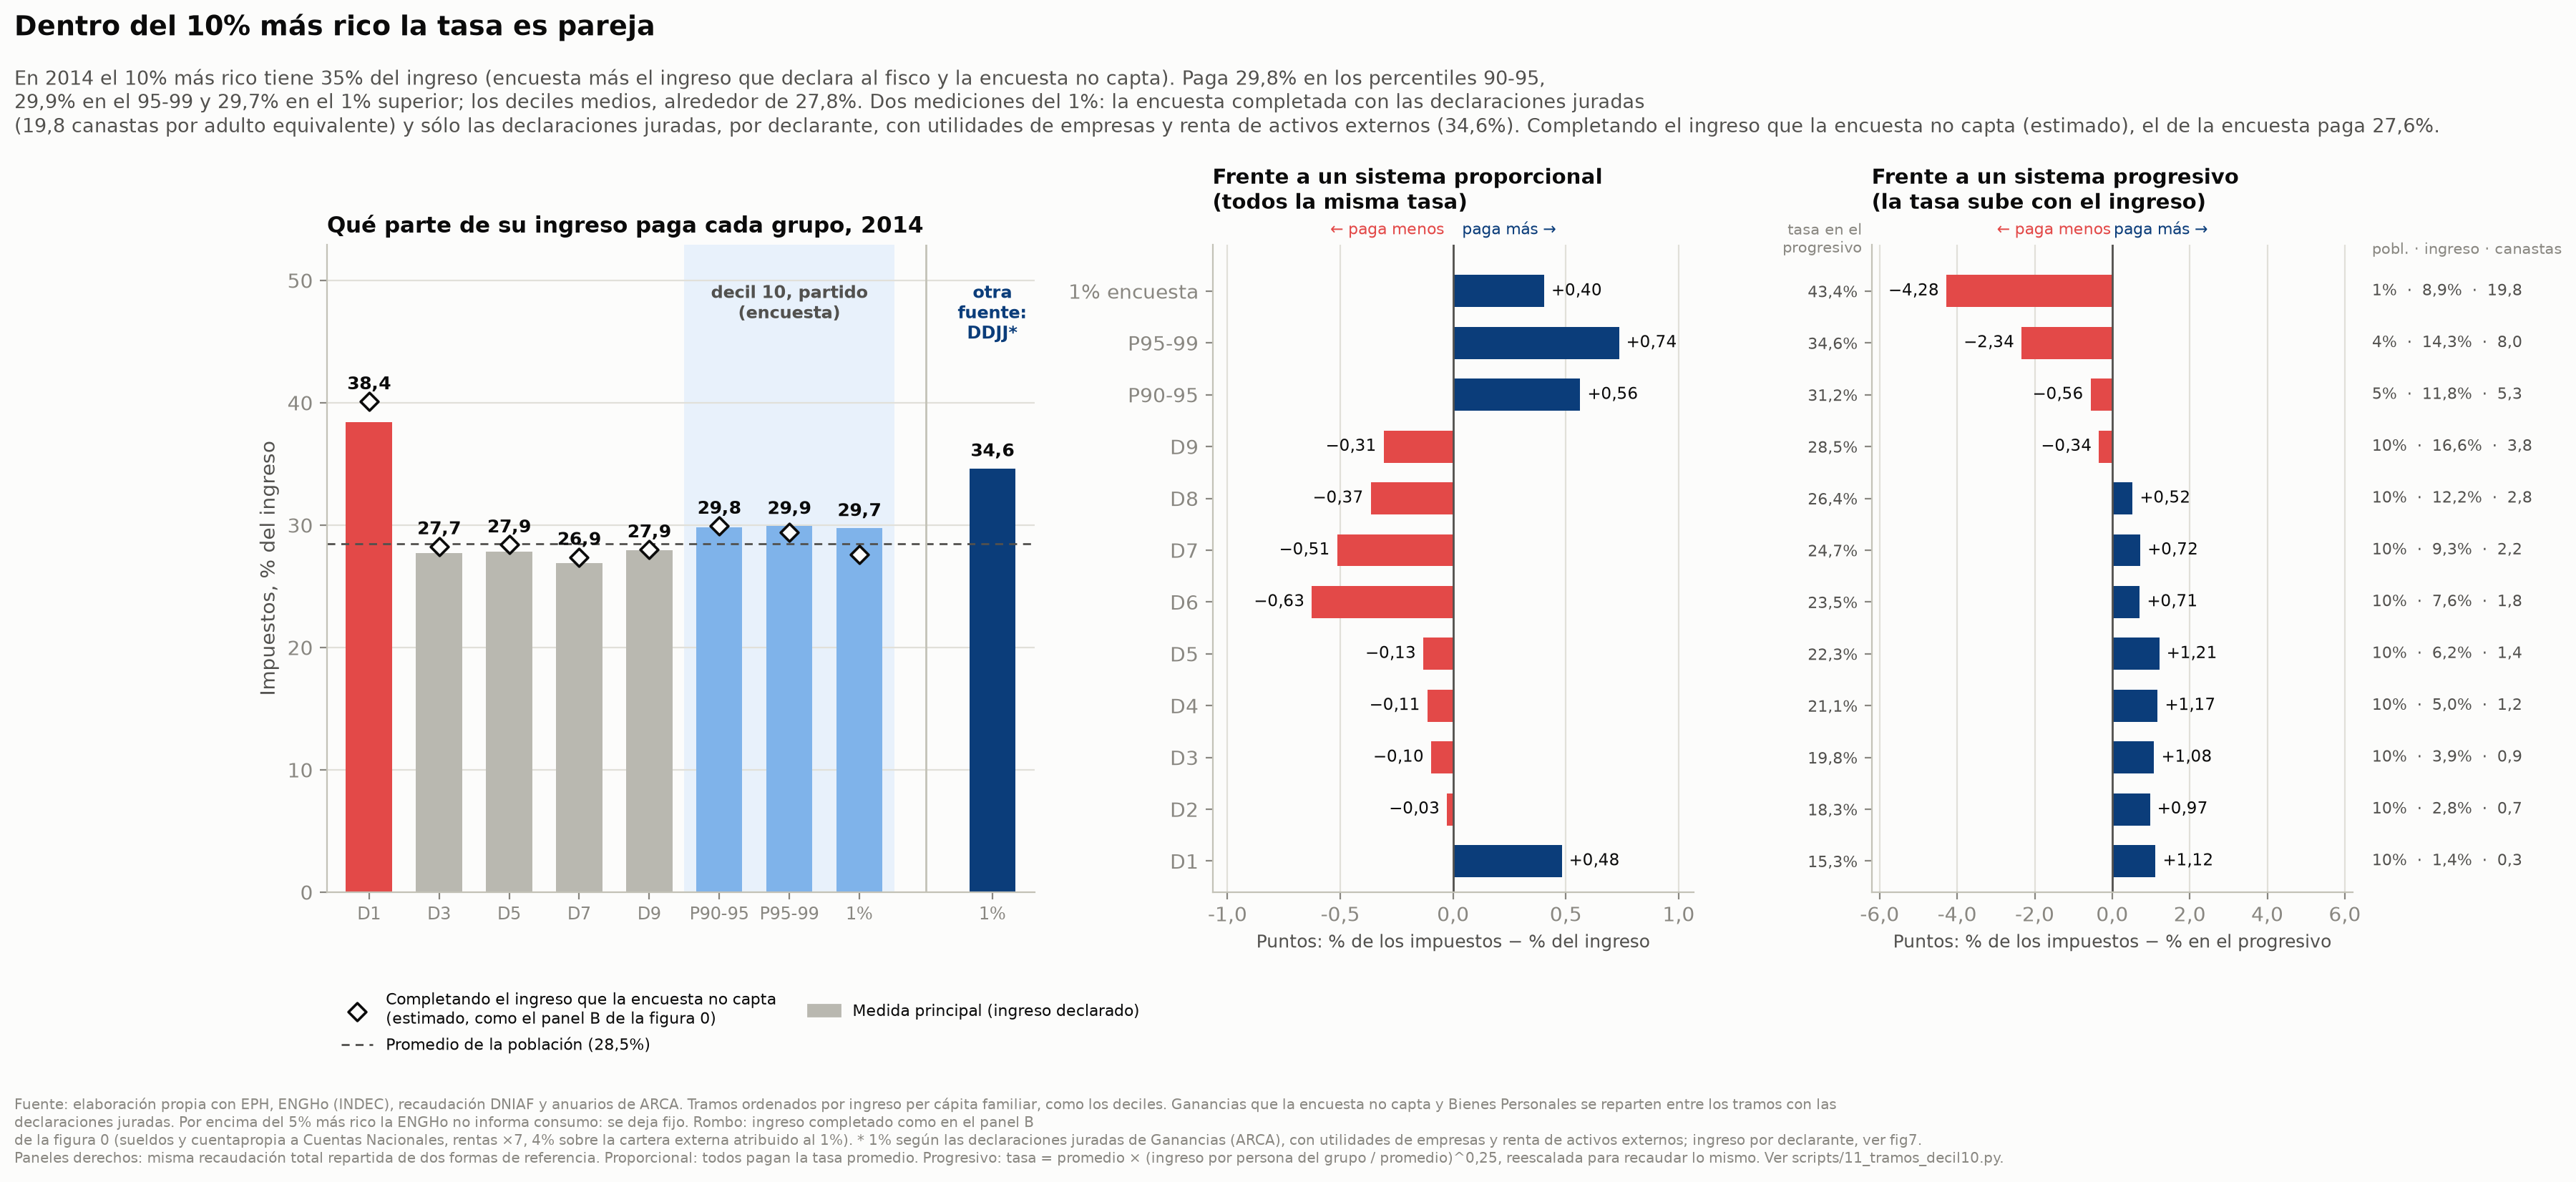 Dentro del 10% más rico la tasa es pareja
En 2014 el 10% más rico tiene 35% del ingreso (encuesta más el ingreso que declara al fisco y la encuesta no capta). Paga 29,8% en los percentiles 90-95,
29,9% en el 95-99 y 29,7% en el 1% superior; los deciles medios, alrededor de 27,8%. Dos mediciones del 1%: la encuesta completada con las declaraciones juradas
(19,8 canastas por adulto equivalente) y sólo las declaraciones juradas, por declarante, con utilidades de empresas y renta de activos externos (34,6%). Completando el ingreso que la encuesta no capta (estimado), el de la encuesta paga 27,6%.
Qué parte de su ingreso paga cada grupo, 2014
Impuestos, % del ingreso
50
40
30
20
10
0
decil 10, partido
(encuesta)
otra
fuente:
DDJJ*
38,4
27,7
27,9
26,9
27,9
29,8
29,9
29,7
34,6
D1
D3
D5
D7
D9
P90-95
P95-99
1%
1%
Completando el ingreso que la encuesta no capta
(estimado, como el panel B de la figura 0)
Promedio de la población (28,5%)
Medida principal (ingreso declarado)
Frente a un sistema proporcional
(todos la misma tasa)
← paga menos paga más →
1% encuesta +0,40
P95-99 +0,74
P90-95 +0,56
D9 −0,31
D8 −0,37
D7 −0,51
D6 −0,63
D5 −0,13
D4 −0,11
D3 −0,10
D2 −0,03
D1 +0,48
-1,0 -0,5 0,0 0,5 1,0
Puntos: % de los impuestos − % del ingreso
Frente a un sistema progresivo
(la tasa sube con el ingreso)
tasa en el
progresivo
← paga menos paga más →
pobl. · ingreso · canastas
43,4% −4,28 1% · 8,9% · 19,8
34,6% −2,34 4% · 14,3% · 8,0
31,2% −0,56 5% · 11,8% · 5,3
28,5% −0,34 10% · 16,6% · 3,8
26,4% +0,52 10% · 12,2% · 2,8
24,7% +0,72 10% · 9,3% · 2,2
23,5% +0,71 10% · 7,6% · 1,8
22,3% +1,21 10% · 6,2% · 1,4
21,1% +1,17 10% · 5,0% · 1,2
19,8% +1,08 10% · 3,9% · 0,9
18,3% +0,97 10% · 2,8% · 0,7
15,3% +1,12 10% · 1,4% · 0,3
-6,0 -4,0 -2,0 0,0 2,0 4,0 6,0
Puntos: % de los impuestos − % en el progresivo
Fuente: elaboración propia con EPH, ENGHo (INDEC), recaudación DNIAF y anuarios de ARCA. Tramos ordenados por ingreso per cápita familiar, como los deciles. Ganancias que la encuesta no capta y Bienes Personales se reparten entre los tramos con las
declaraciones juradas. Por encima del 5% más rico la ENGHo no informa consumo: se deja fijo. Rombo: ingreso completado como en el panel B
de la figura 0 (sueldos y cuentapropia a Cuentas Nacionales, rentas ×7, 4% sobre la cartera externa atribuido al 1%). * 1% según las declaraciones juradas de Ganancias (ARCA), con utilidades de empresas y renta de activos externos; ingreso por declarante, ver fig7.
Paneles derechos: misma recaudación total repartida de dos formas de referencia. Proporcional: todos pagan la tasa promedio. Progresivo: tasa = promedio × (ingreso por persona del grupo / promedio)^0,25, reescalada para recaudar lo mismo. Ver scripts/11_tramos_decil10.py.